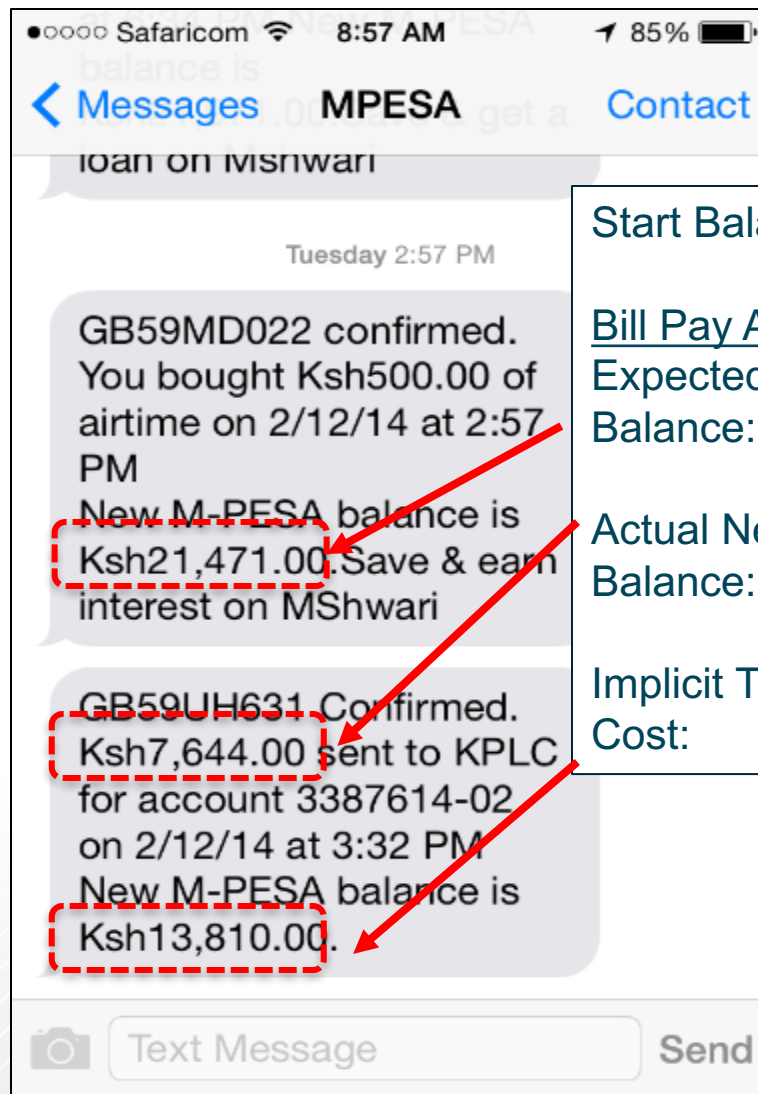 Safaricom 8:57 AM 85%
Messages MPESA Contact
loan on Mshwari
Tuesday 2:57 PM
GB59MD022 confirmed.
You bought Ksh500.00 of
airtime on 2/12/14 at 2:57
PM
New M-PESA balance is
Ksh21,471.00.Save & earn
interest on MShwari
GB59UH631 Confirmed.
Ksh7,644.00 sent to KPLC
for account 3387614-02
on 2/12/14 at 3:32 PM
New M-PESA balance is
Ksh13,810.00.
Start
Bill Pay
Expected
Balance:
Actual
Balance:
Implicit
Cost:
Text Message Send